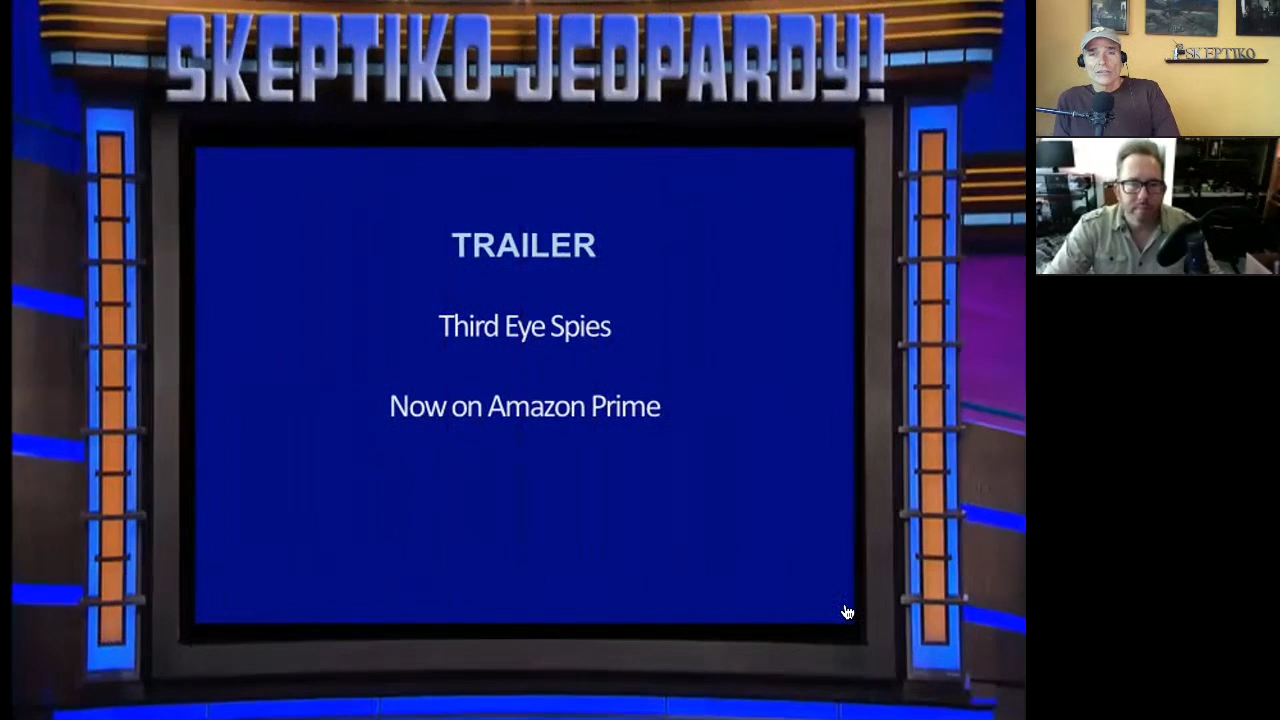 SKEPTIKO JEOPARDY!
SKEPTIKO
TRAILER
Third Eye Spies
Now on Amazon Prime